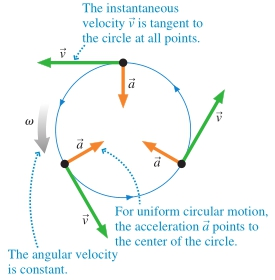 The instantaneous
velocity v⃗ is tangent to
the circle at all points.
v⃗
a⃗
v⃗
ω
a⃗
a⃗
v⃗
For uniform circular motion,
the acceleration a⃗ points to
the center of the circle.
The angular velocity
is constant.